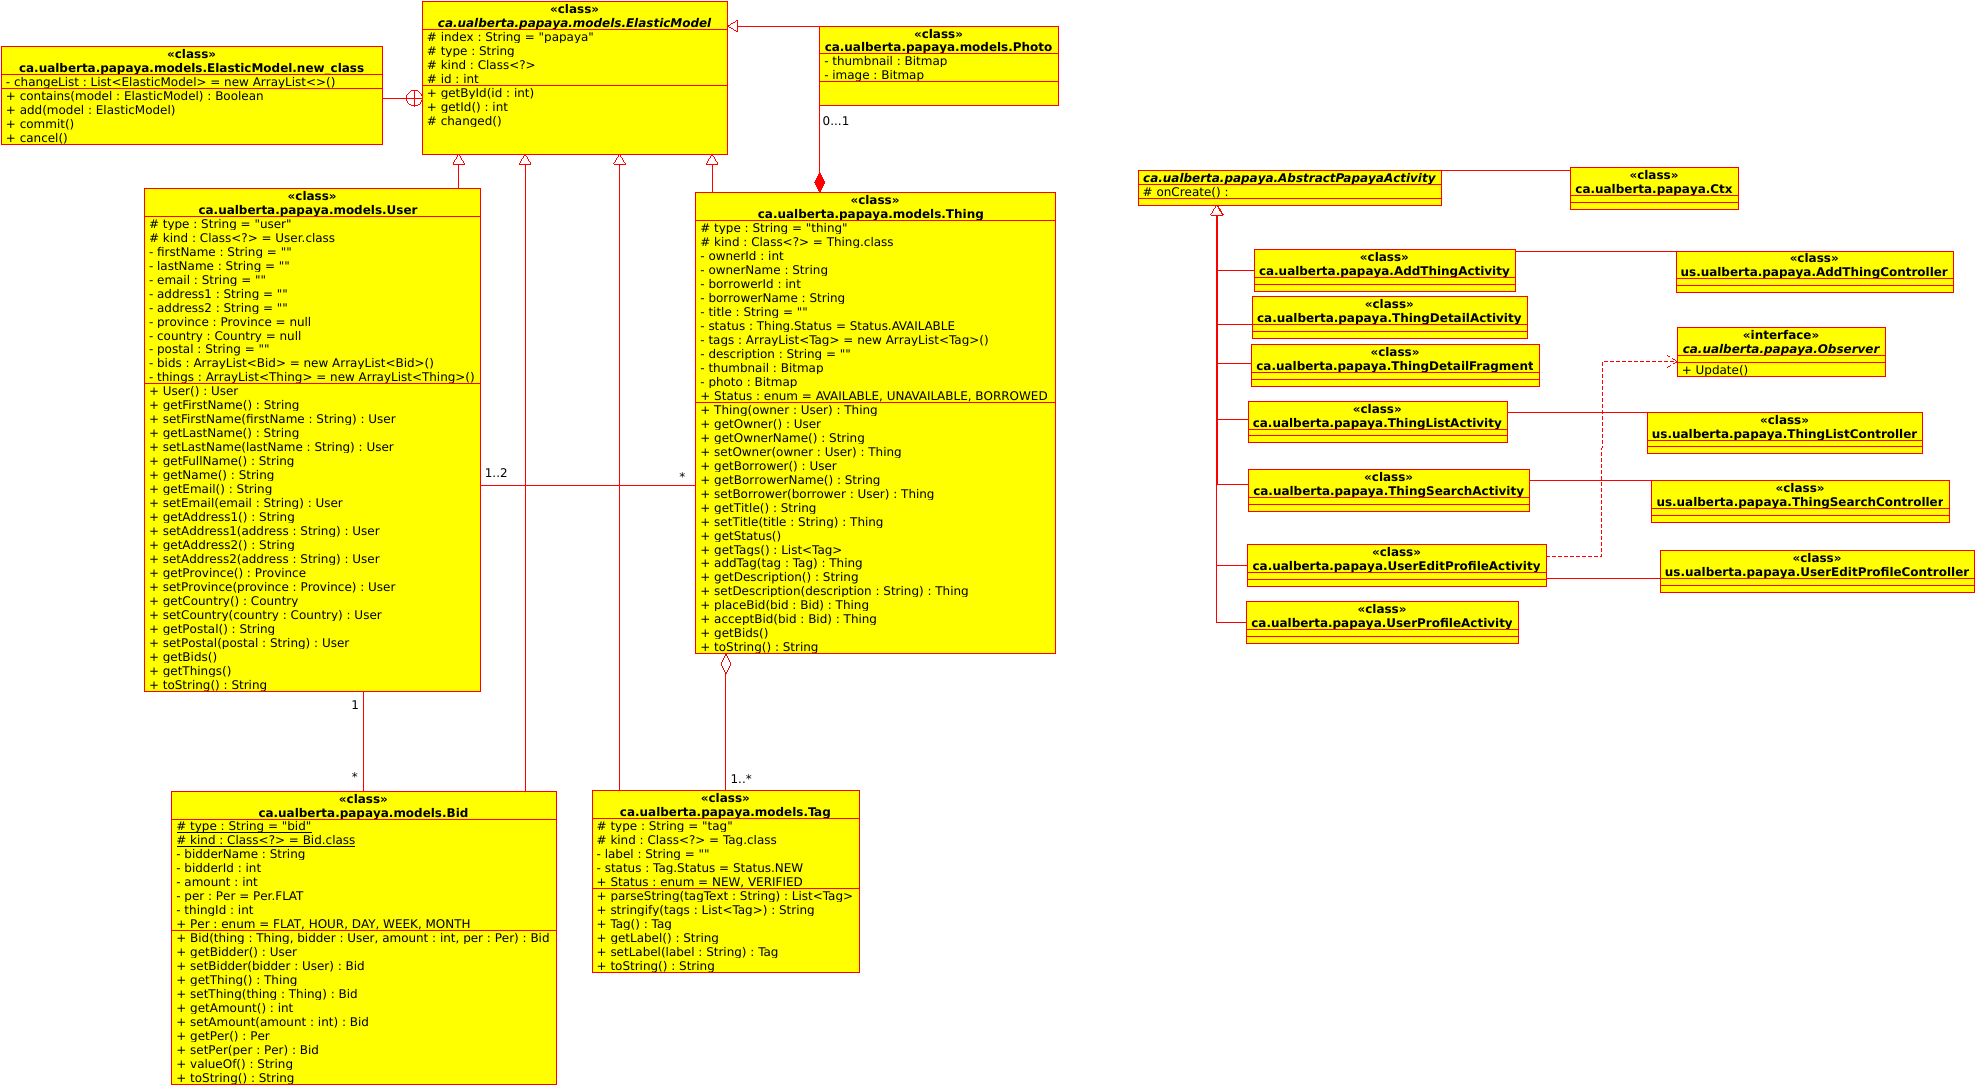 «class»
ca.ualberta.papaya.models.ElasticModel
# index : String = "papaya"
# type : String
# kind : Class<?>
# id : int
+ getById(id : int)
+ getId() : int
# changed()
«class»
ca.ualberta.papaya.models.ElasticModel.new_class
- changeList : List<ElasticModel> = new ArrayList<>()
+ contains(model : ElasticModel) : Boolean
+ add(model : ElasticModel)
+ commit()
+ cancel()
«class»
ca.ualberta.papaya.models.Photo
- thumbnail : Bitmap
- image : Bitmap
0...1
«class»
ca.ualberta.papaya.models.User
# type : String = "user"
# kind : Class<?> = User.class
- firstName : String = ""
- lastName : String = ""
- email : String = ""
- address1 : String = ""
- address2 : String = ""
- province : Province = null
- country : Country = null
- postal : String = ""
- bids : ArrayList<Bid> = new ArrayList<Bid>()
- things : ArrayList<Thing> = new ArrayList<Thing>()
+ User() : User
+ getFirstName() : String
+ setFirstName(firstName : String) : User
+ getLastName() : String
+ setLastName(lastName : String) : User
+ getFullName() : String
+ getName() : String
+ getEmail() : String
+ setEmail(email : String) : User
+ getAddress1() : String
+ setAddress1(address : String) : User
+ getAddress2() : String
+ setAddress2(address : String) : User
+ getProvince() : Province
+ setProvince(province : Province) : User
+ getCountry() : Country
+ setCountry(country : Country) : User
+ getPostal() : String
+ setPostal(postal : String) : User
+ getBids()
+ getThings()
+ toString() : String
1..2
*
«class»
ca.ualberta.papaya.models.Thing
# type : String = "thing"
# kind : Class<?> = Thing.class
- ownerId : int
- ownerName : String
- borrowerId : int
- borrowerName : String
- title : String = ""
- status : Thing.Status = Status.AVAILABLE
- tags : ArrayList<Tag> = new ArrayList<Tag>()
- description : String = ""
- thumbnail : Bitmap
- photo : Bitmap
+ Status : enum = AVAILABLE, UNAVAILABLE, BORROWED
+ Thing(owner : User) : Thing
+ getOwner() : User
+ getOwnerName() : String
+ setOwner(owner : User) : Thing
+ getBorrower() : User
+ getBorrowerName() : String
+ setBorrower(borrower : User) : Thing
+ getTitle() : String
+ setTitle(title : String) : Thing
+ getStatus()
+ getTags() : List<Tag>
+ addTag(tag : Tag) : Thing
+ getDescription() : String
+ setDescription(description : String) : Thing
+ placeBid(bid : Bid) : Thing
+ acceptBid(bid : Bid) : Thing
+ getBids()
+ toString() : String
1
*
1..*
«class»
ca.ualberta.papaya.models.Bid
# type : String = "bid"
# kind : Class<?> = Bid.class
- bidderName : String
- bidderId : int
- amount : int
- per : Per = Per.FLAT
- thingId : int
+ Per : enum = FLAT, HOUR, DAY, WEEK, MONTH
+ Bid(thing : Thing, bidder : User, amount : int, per : Per) : Bid
+ getBidder() : User
+ setBidder(bidder : User) : Bid
+ getThing() : Thing
+ setThing(thing : Thing) : Bid
+ getAmount() : int
+ setAmount(amount : int) : Bid
+ getPer() : Per
+ setPer(per : Per) : Bid
+ valueOf() : String
+ toString() : String
«class»
ca.ualberta.papaya.models.Tag
# type : String = "tag"
# kind : Class<?> = Tag.class
- label : String = ""
- status : Tag.Status = Status.NEW
+ Status : enum = NEW, VERIFIED
+ parseString(tagText : String) : List<Tag>
+ stringify(tags : List<Tag>) : String
+ Tag() : Tag
+ getLabel() : String
+ setLabel(label : String) : Tag
+ toString() : String
ca.ualberta.papaya.AbstractPapayaActivity
# onCreate() :
«class»
ca.ualberta.papaya.Ctx
«class»
ca.ualberta.papaya.AddThingActivity
«class»
us.ualberta.papaya.AddThingController
«class»
ca.ualberta.papaya.ThingDetailActivity
«interface»
ca.ualberta.papaya.Observer
+ Update()
«class»
ca.ualberta.papaya.ThingDetailFragment
«class»
ca.ualberta.papaya.ThingListActivity
«class»
us.ualberta.papaya.ThingListController
«class»
ca.ualberta.papaya.ThingSearchActivity
«class»
us.ualberta.papaya.ThingSearchController
«class»
ca.ualberta.papaya.UserEditProfileActivity
«class»
us.ualberta.papaya.UserEditProfileController
«class»
ca.ualberta.papaya.UserProfileActivity